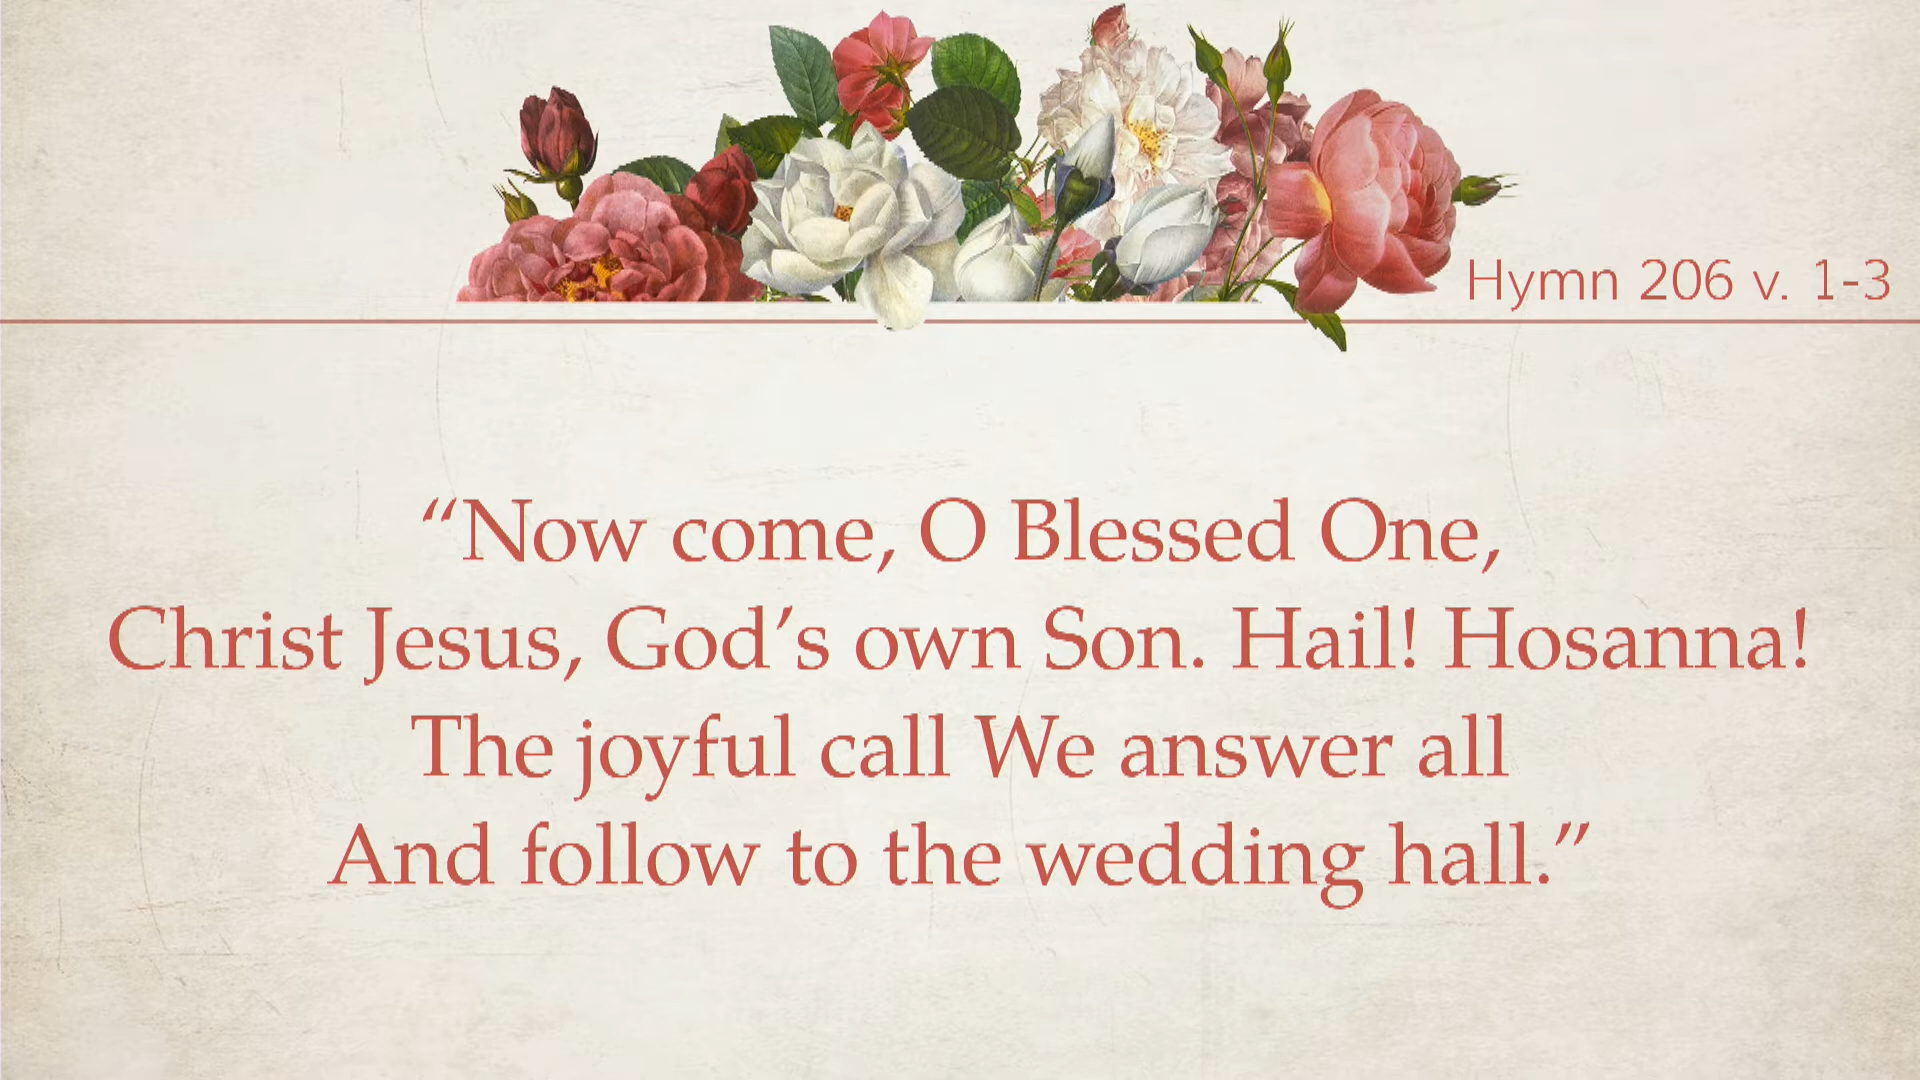 Hymn 206 v. 1-3
“Now come, O Blessed One,
Christ Jesus, God’s own Son. Hail! Hosanna!
The joyful call We answer all
And follow to the wedding hall.”